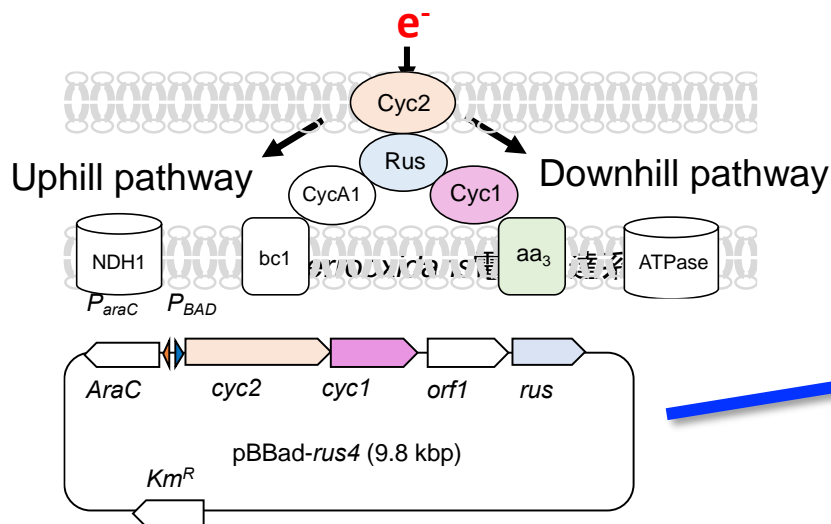 e-
Cyc2
Uphill pathway
Rus
Downhill pathway
CycA1
Cyc1
NDH1
bc1
aa3
ATPase
ParaC
PBAD
AraC
cyc2
cyc1
orf1
rus
pBBad-rus4 (9.8 kbp)
KmR